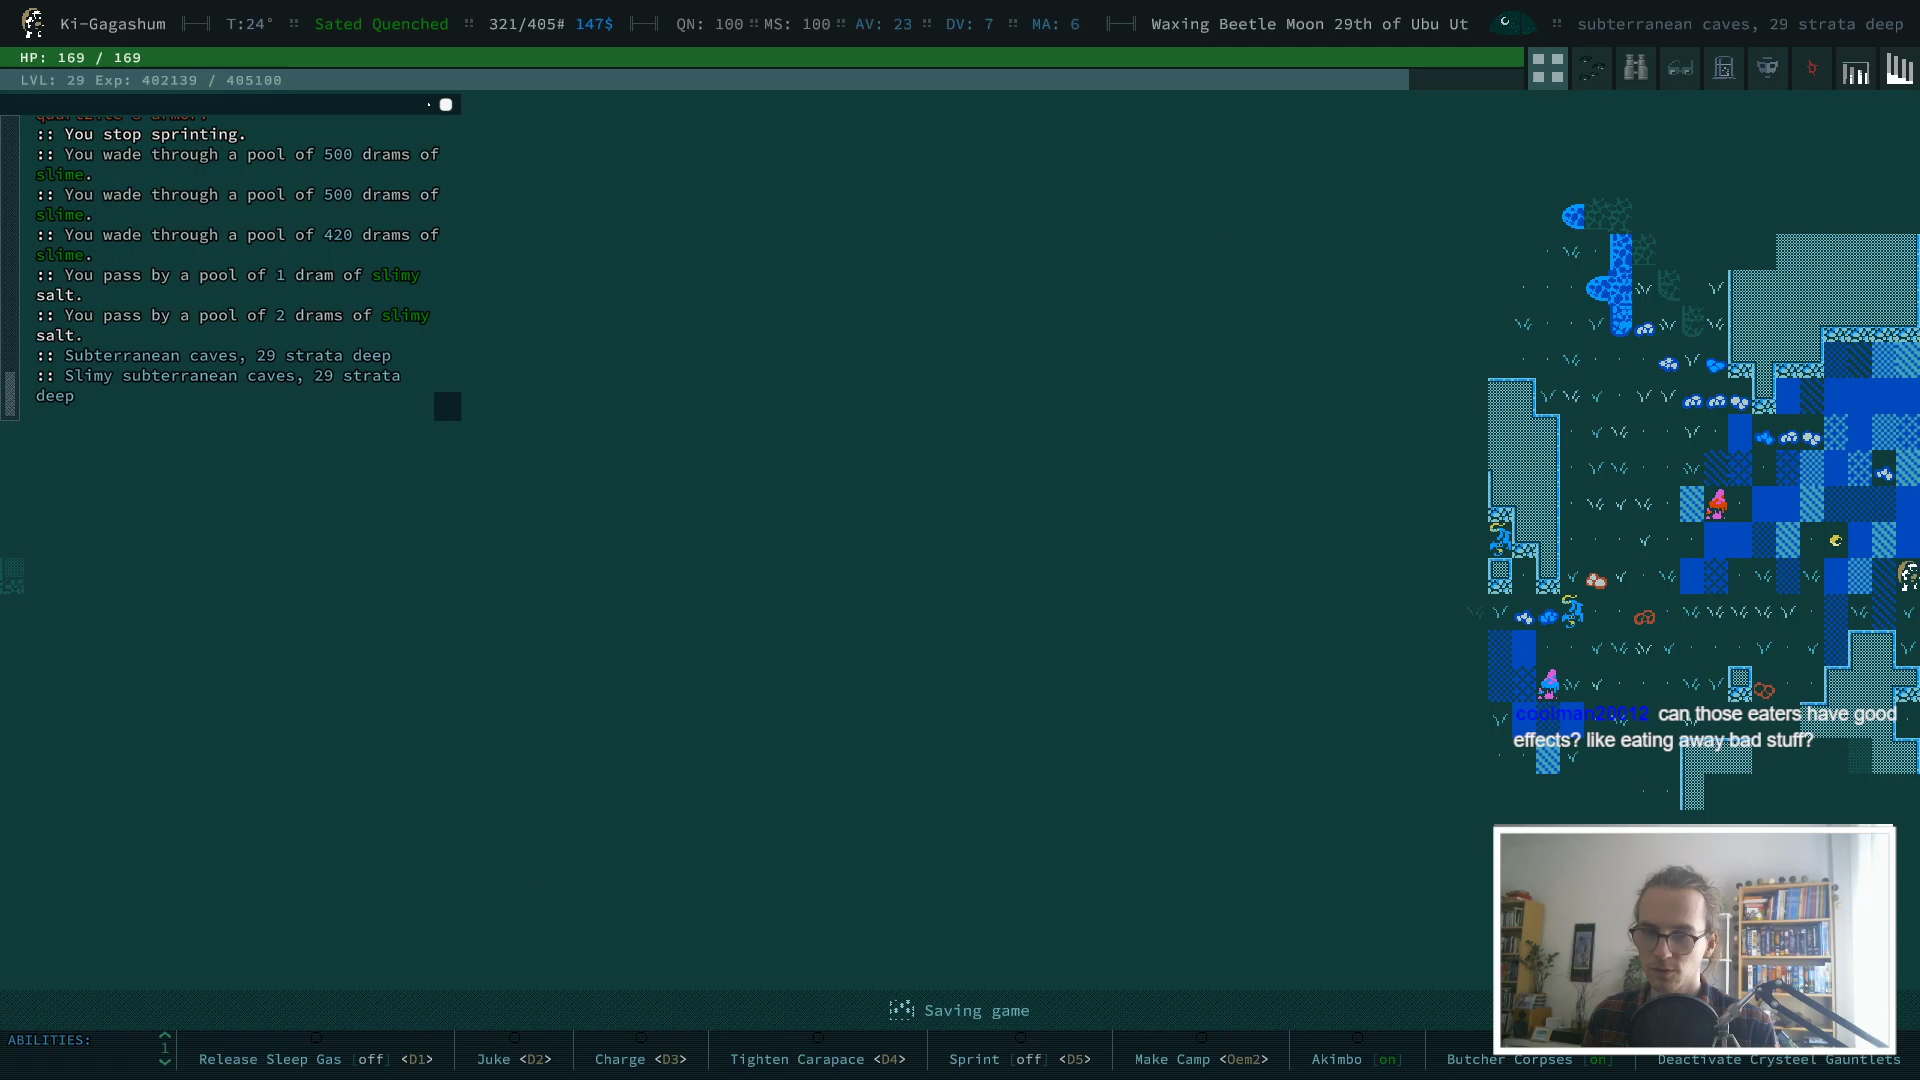 Ki-Gagashum T:24° Sated Quenched 321/405# 147$ QN: 100 MS: 100 AV: 23 DV: 7 MA: 6 Waxing Beetle Moon 29th of Ubu Ut subterranean caves, 29 strata deep
HP: 169 / 169
LVL: 29 Exp: 402139 / 405100
:: You stop sprinting.
:: You wade through a pool of 500 drams of
slime.
:: You wade through a pool of 500 drams of
slime.
:: You wade through a pool of 420 drams of
slime.
:: You pass by a pool of 1 dram of slimy
salt.
:: You pass by a pool of 2 drams of slimy
salt.
:: Subterranean caves, 29 strata deep
:: Slimy subterranean caves, 29 strata
deep
coolman20012 can those eaters have good
effects? like eating away bad stuff?
Saving game
ABILITIES: 1 Release Sleep Gas [off] <D1> Juke <D2> Charge <D3> Tighten Carapace <D4> Sprint [off] <D5> Make Camp <Oem2> Akimbo [on] Butcher Corpses [on] Deactivate Crysteel Gauntlets